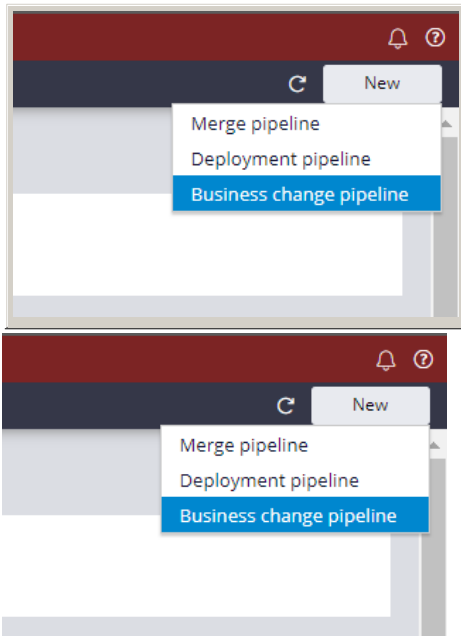 New
Merge pipeline
Deployment pipeline
Business change pipeline
New
Merge pipeline
Deployment pipeline
Business change pipeline